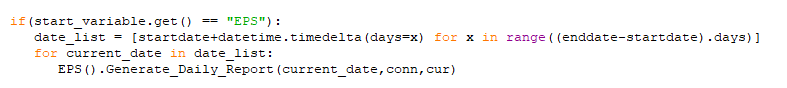 if(start_variable.get() == "EPS"):
   date_list = [startdate+datetime.timedelta(days=x) for x in range((enddate-startdate).days)]
   for current_date in date_list:
      EPS().Generate_Daily_Report(current_date,conn,cur)